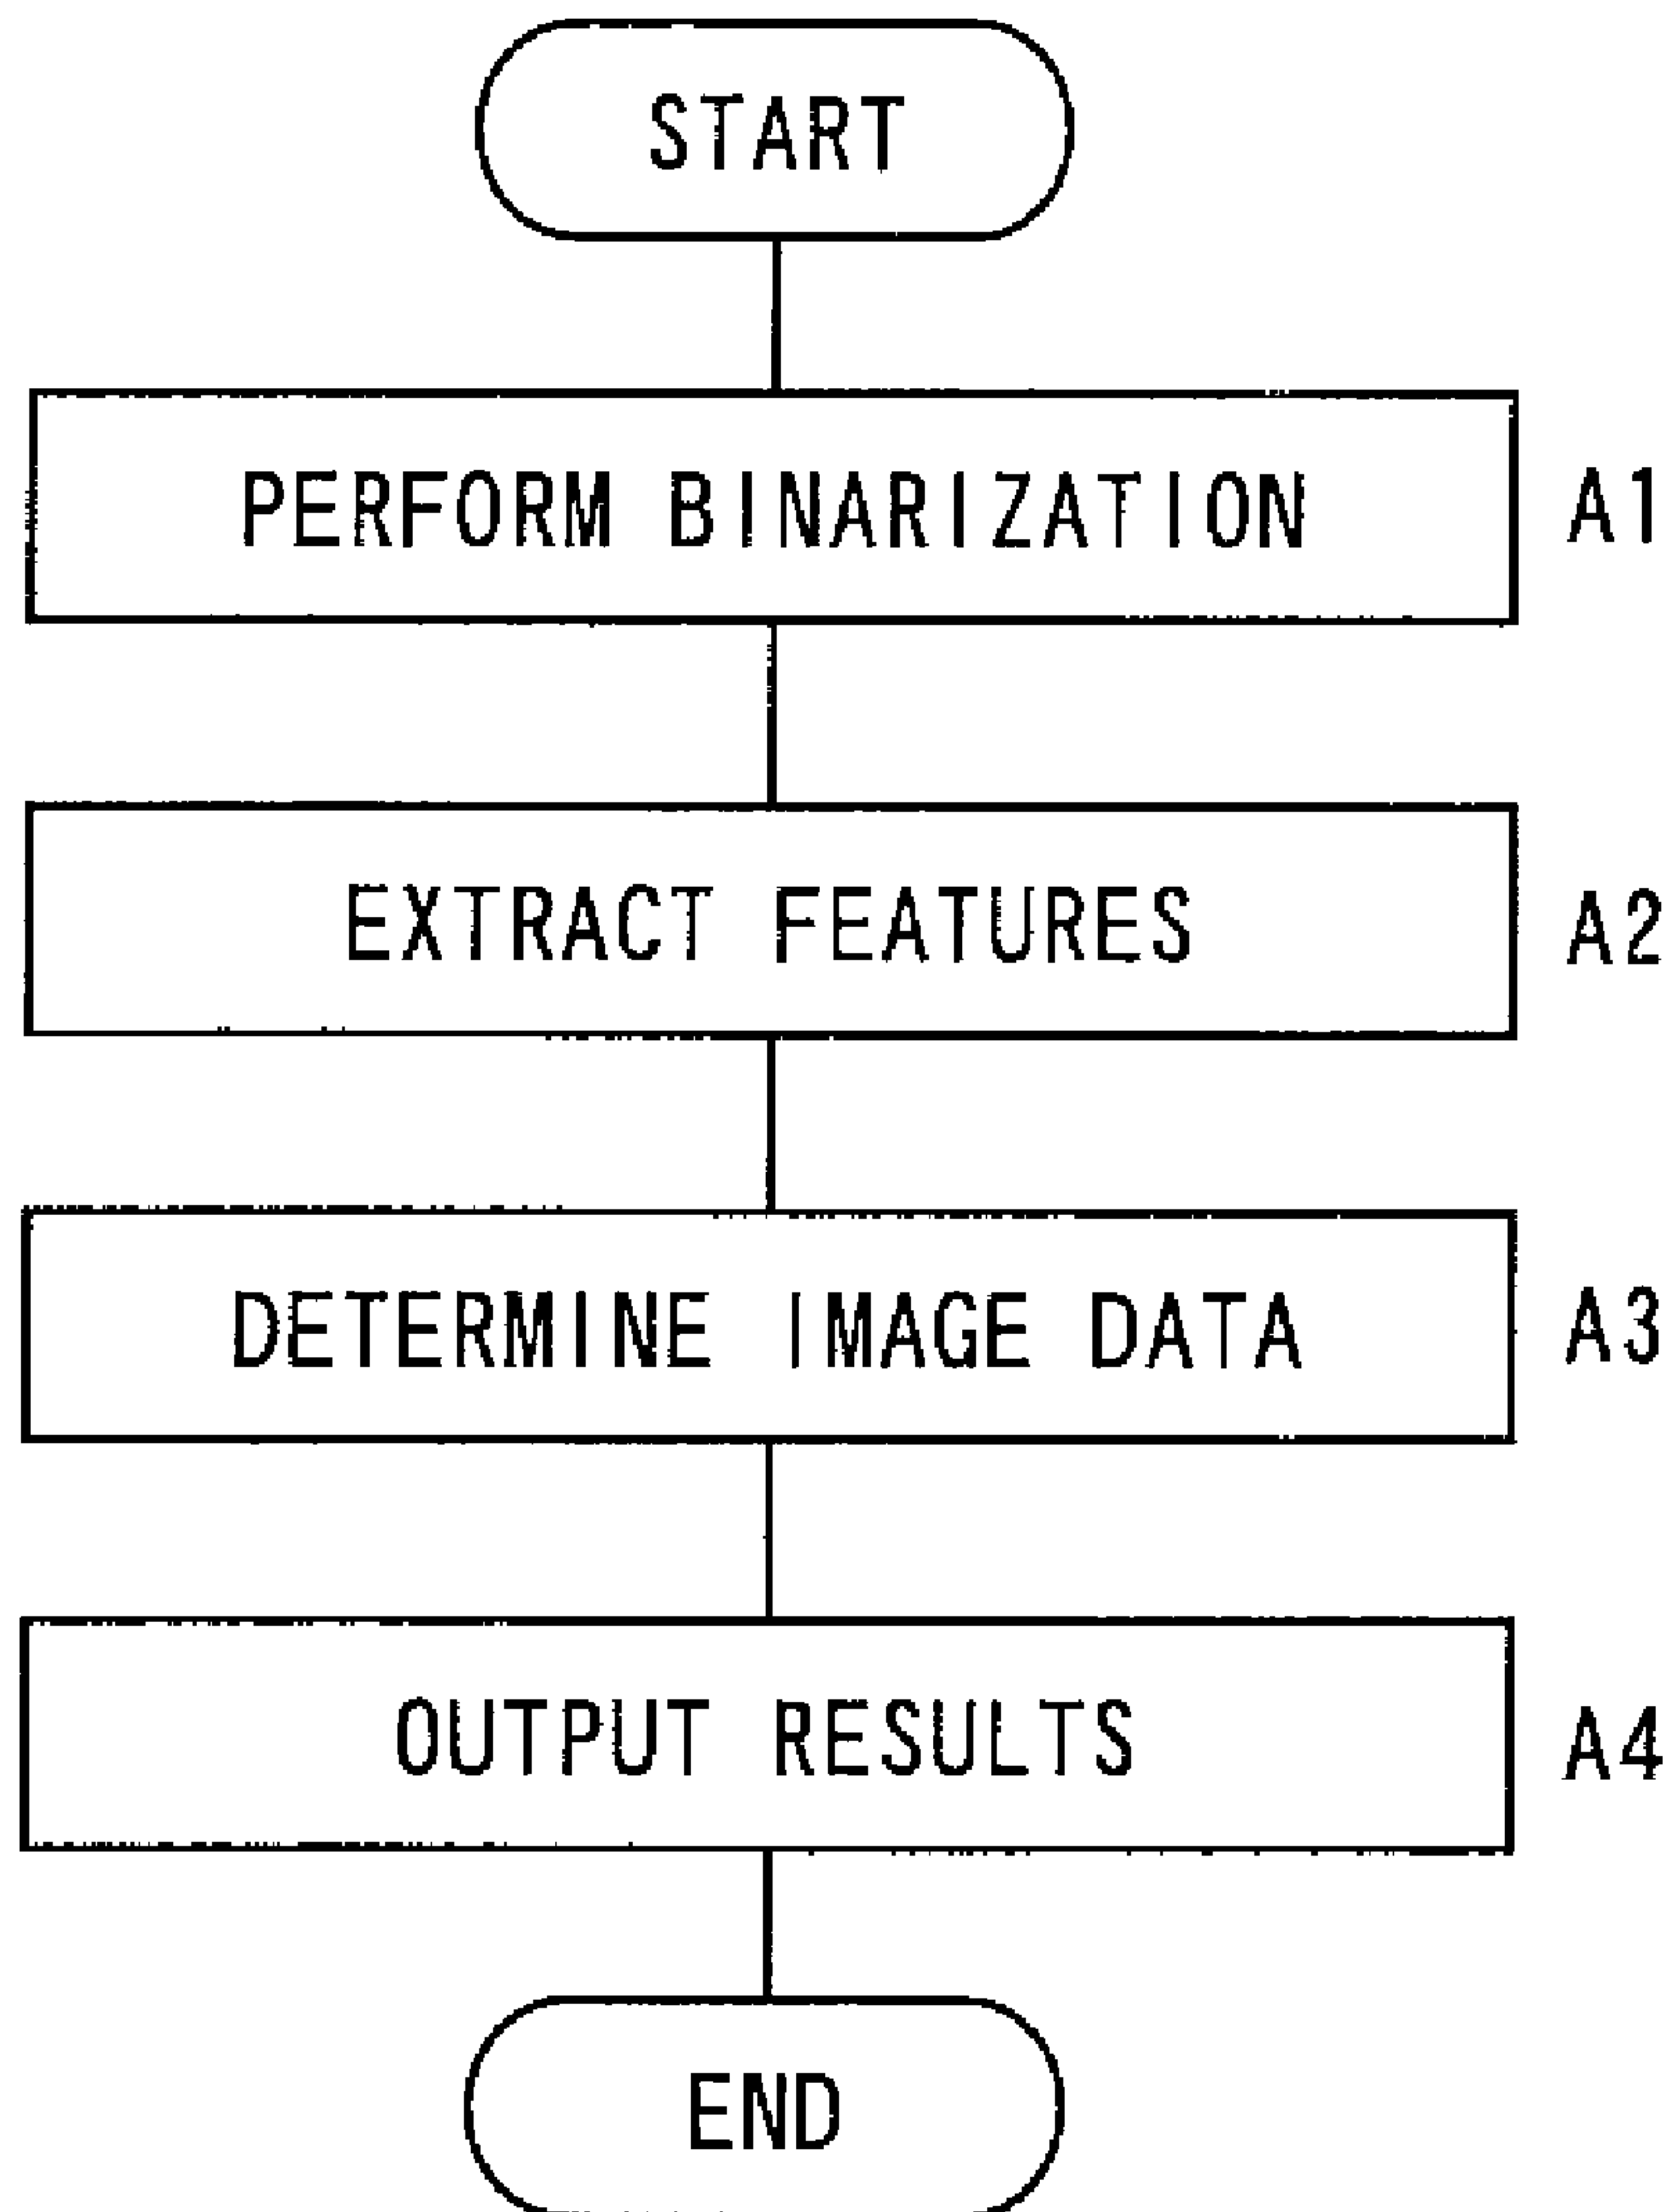 START
PERFORM BINARIZATION A1
EXTRACT FEATURES A2
DETERMINE IMAGE DATA A3
OUTPUT RESULTS A4
END